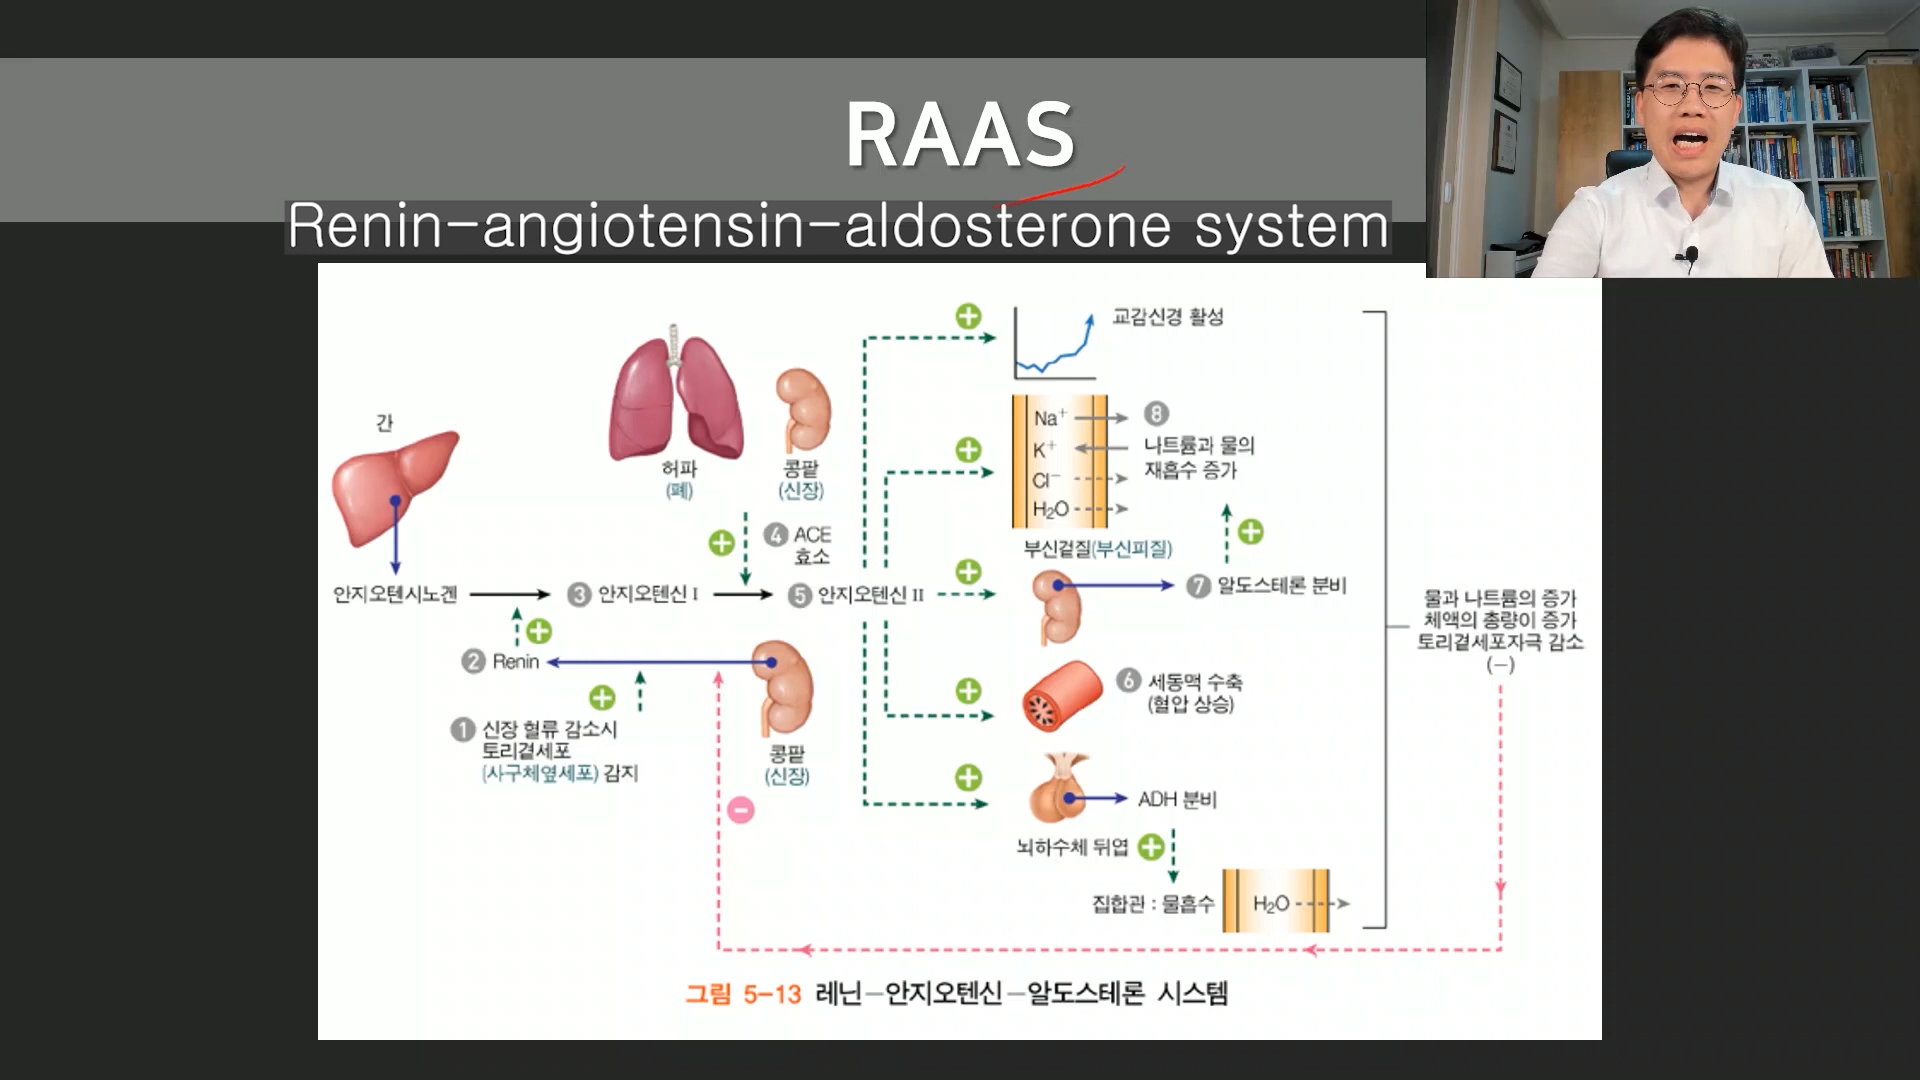 RAAS
Renin-angiotensin-aldosterone system
간
허파
(폐)
콩팥
(신장)
4 ACE
효소
안지오텐시노겐
3 안지오텐신 I
5 안지오텐신 II
2 Renin
1 신장 혈류 감소시
토리곁세포
(사구체옆세포) 감지
콩팥
(신장)
교감신경 활성
Na+
K+
Cl−
H2O
8
나트륨과 물의
재흡수 증가
부신겉질(부신피질)
7 알도스테론 분비
6 세동맥 수축
(혈압 상승)
ADH 분비
뇌하수체 뒤엽
집합관 : 물흡수
H2O
물과 나트륨의 증가
체액의 총량이 증가
토리곁세포자극 감소
(−)
그림 5-13 레닌-안지오텐신-알도스테론 시스템